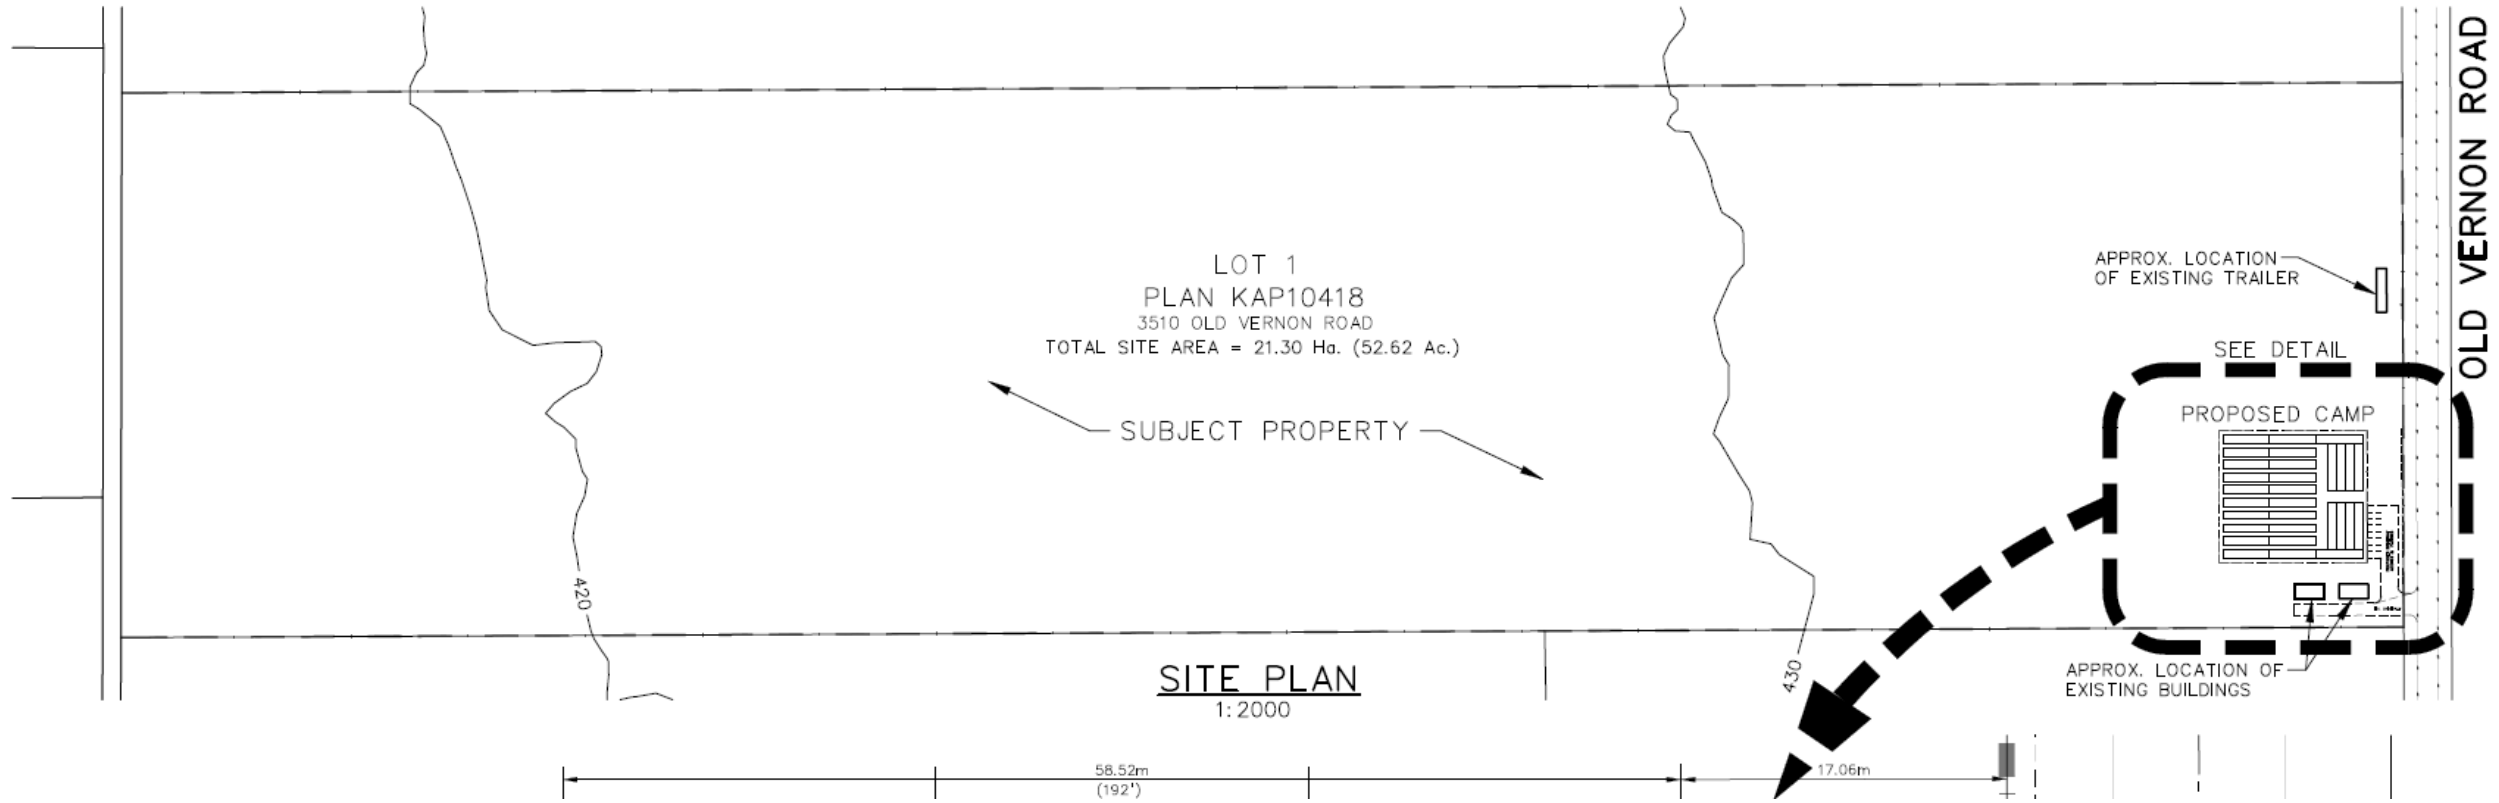 OLD VERNON ROAD
LOT 1
PLAN KAP10418
3510 OLD VERNON ROAD
TOTAL SITE AREA = 21.30 Ha. (52.62 Ac.)
APPROX. LOCATION
OF EXISTING TRAILER
SEE DETAIL
PROPOSED CAMP
SUBJECT PROPERTY
420
430
APPROX. LOCATION OF
EXISTING BUILDINGS
SITE PLAN
1:2000
58.52m
(192')
17.06m